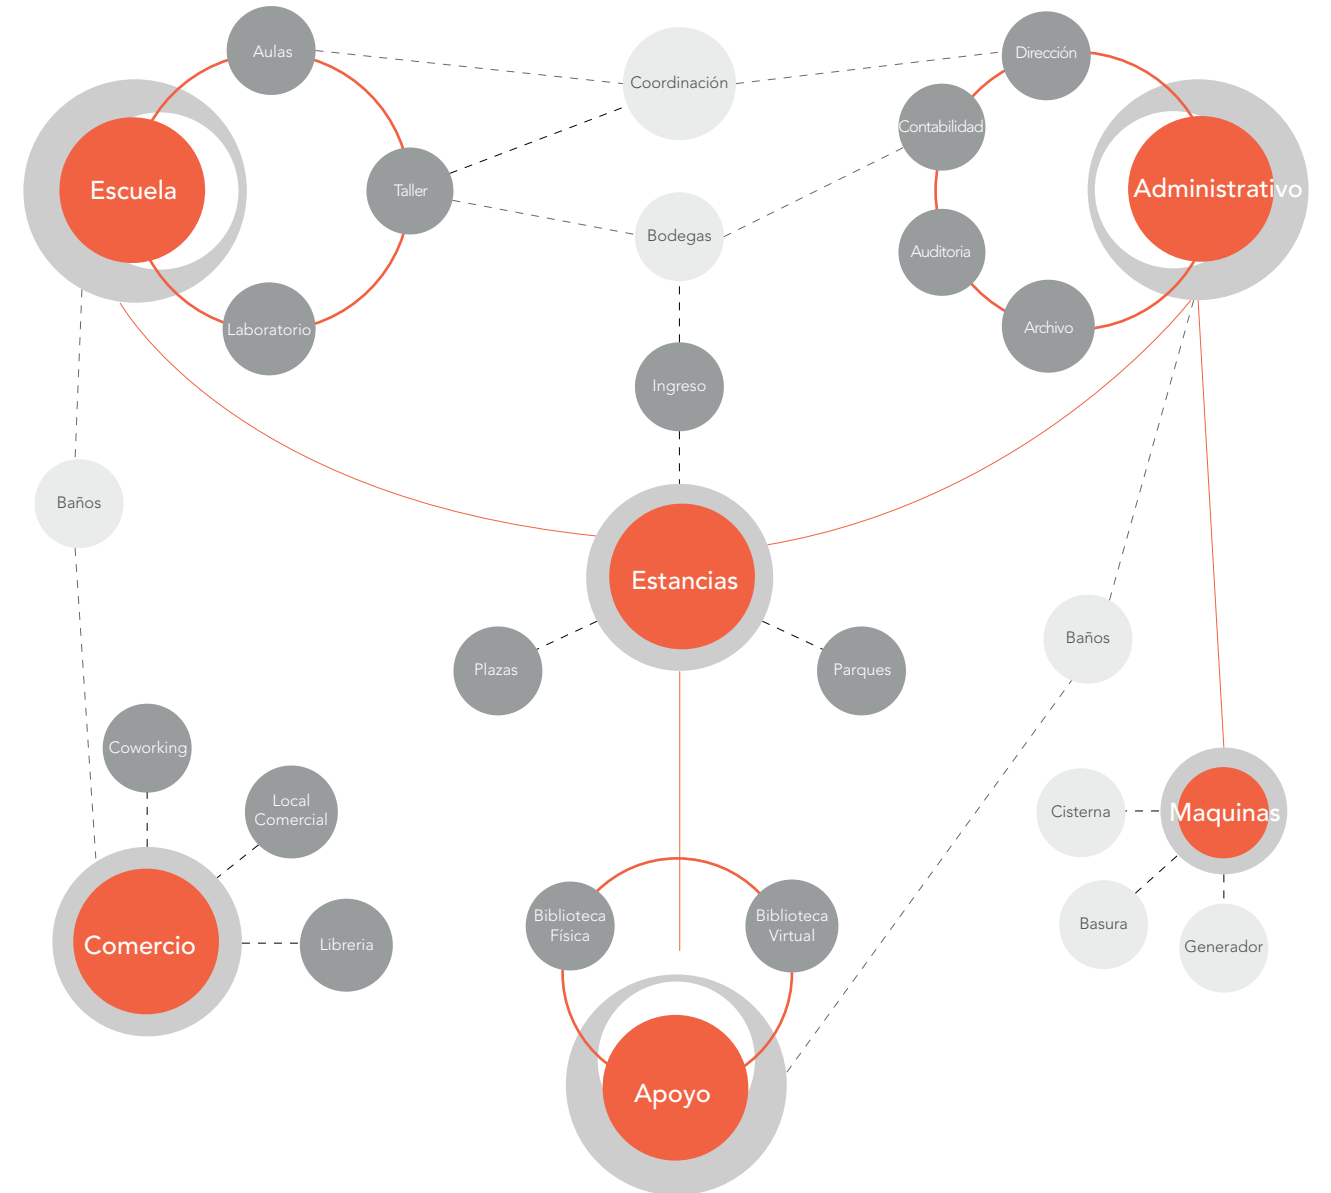 Aulas
Coordinación
Dirección
Contabilidad
Escuela
Taller
Administrativo
Bodegas
Auditoria
Laboratorio
Archivo
Ingreso
Baños
Estancias
Plazas
Parques
Baños
Coworking
Local
Comercial
Cisterna
Maquinas
Biblioteca
Física
Biblioteca
Virtual
Basura
Generador
Comercio
Libreria
Apoyo